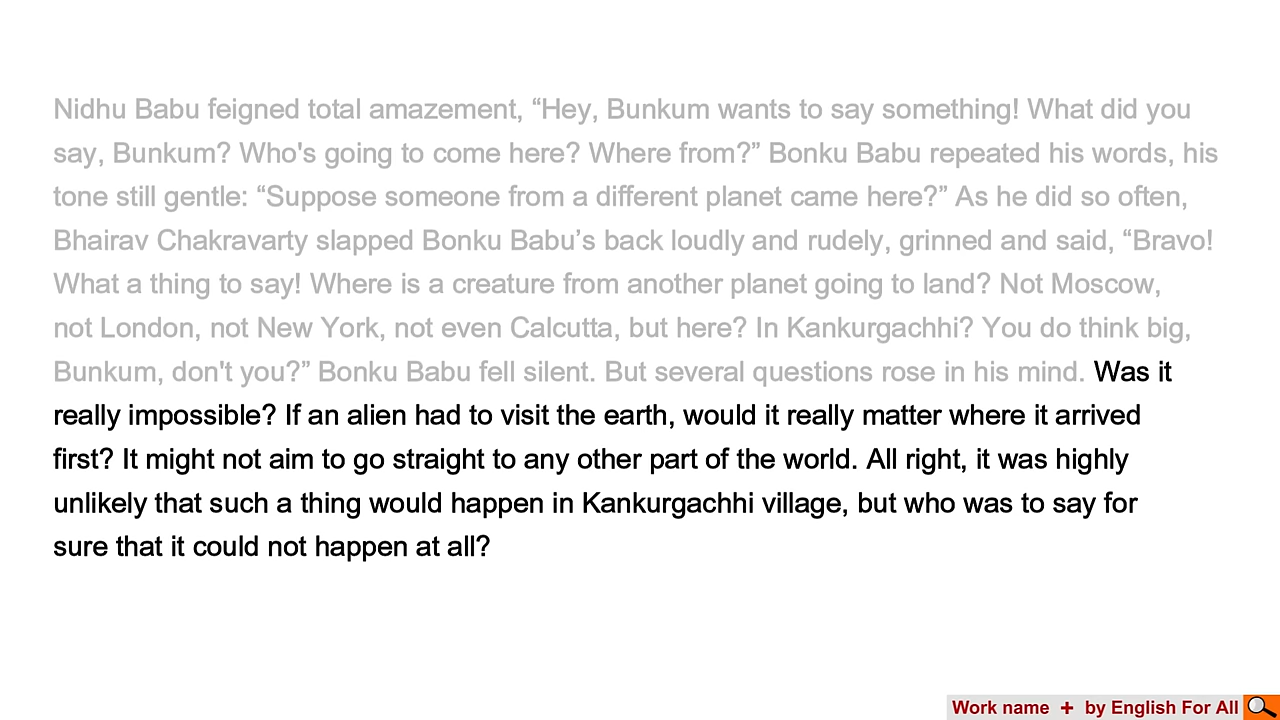 Nidhu Babu feigned total amazement, “Hey, Bunkum wants to say something! What did you
say, Bunkum? Who's going to come here? Where from?” Bonku Babu repeated his words, his
tone still gentle: “Suppose someone from a different planet came here?” As he did so often,
Bhairav Chakravarty slapped Bonku Babu’s back loudly and rudely, grinned and said, “Bravo!
What a thing to say! Where is a creature from another planet going to land? Not Moscow,
not London, not New York, not even Calcutta, but here? In Kankurgachhi? You do think big,
Bunkum, don't you?” Bonku Babu fell silent. But several questions rose in his mind. Was it
really impossible? If an alien had to visit the earth, would it really matter where it arrived
first? It might not aim to go straight to any other part of the world. All right, it was highly
unlikely that such a thing would happen in Kankurgachhi village, but who was to say for
sure that it could not happen at all?
Work name + by English For All